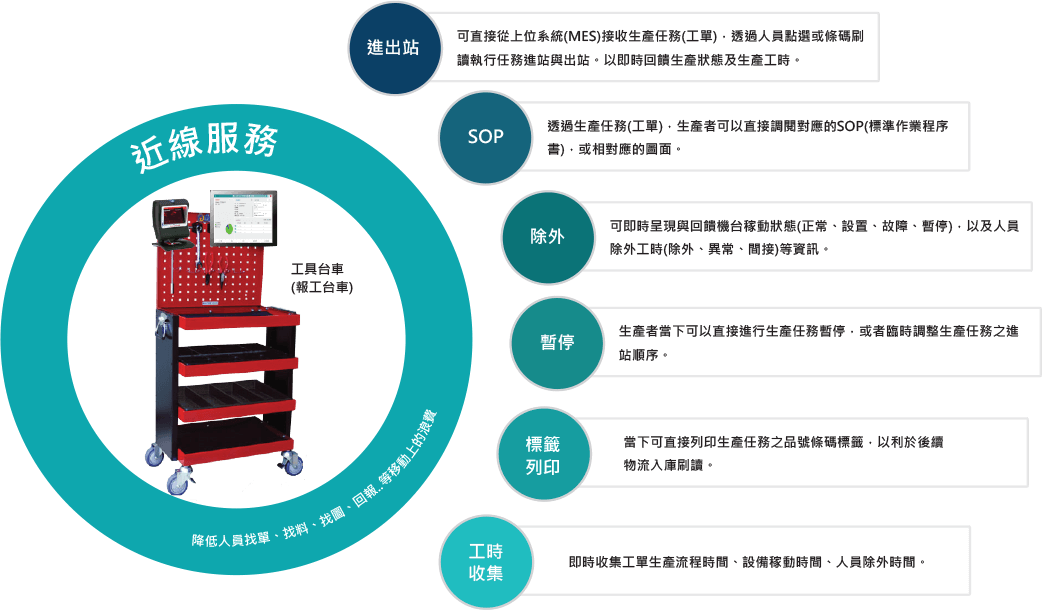 進出站
可直接從上位系統(MES)接收生產任務(工單)，透過人員點選或條碼刷
讀執行任務進站與出站。以即時回饋生產狀態及生產工時。
SOP
透過生產任務(工單)，生產者可以直接調閱對應的SOP(標準作業程序
書)，或相對應的圖面。
近線服務
除外
可即時呈現與回饋機台稼動狀態(正常、設置、故障、暫停)，以及人員
除外工時(除外、異常、間接)等資訊。
工具台車
(報工台車)
暫停
生產者當下可以直接進行生產任務暫停，或者臨時調整生產任務之進
站順序。
標籤
列印
當下可直接列印生產任務之品號條碼標籤，以利於後續
物流入庫刷讀。
降低人員找單、找料、找圖、回報..等移動上的浪費
工時
收集
即時收集工單生產流程時間、設備稼動時間、人員除外時間。